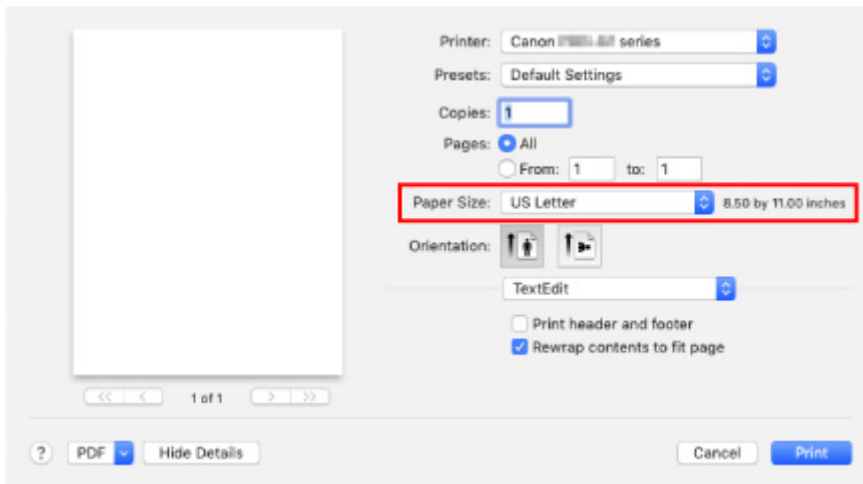 Printer: Canon series
Presets: Default Settings
Copies: 1
Pages: All
From: 1 to: 1
Paper Size: US Letter 8.50 by 11.00 inches
Orientation:
TextEdit
Print header and footer
Rewrap contents to fit page
<< < 1 of 1 > >>
? PDF Hide Details Cancel Print